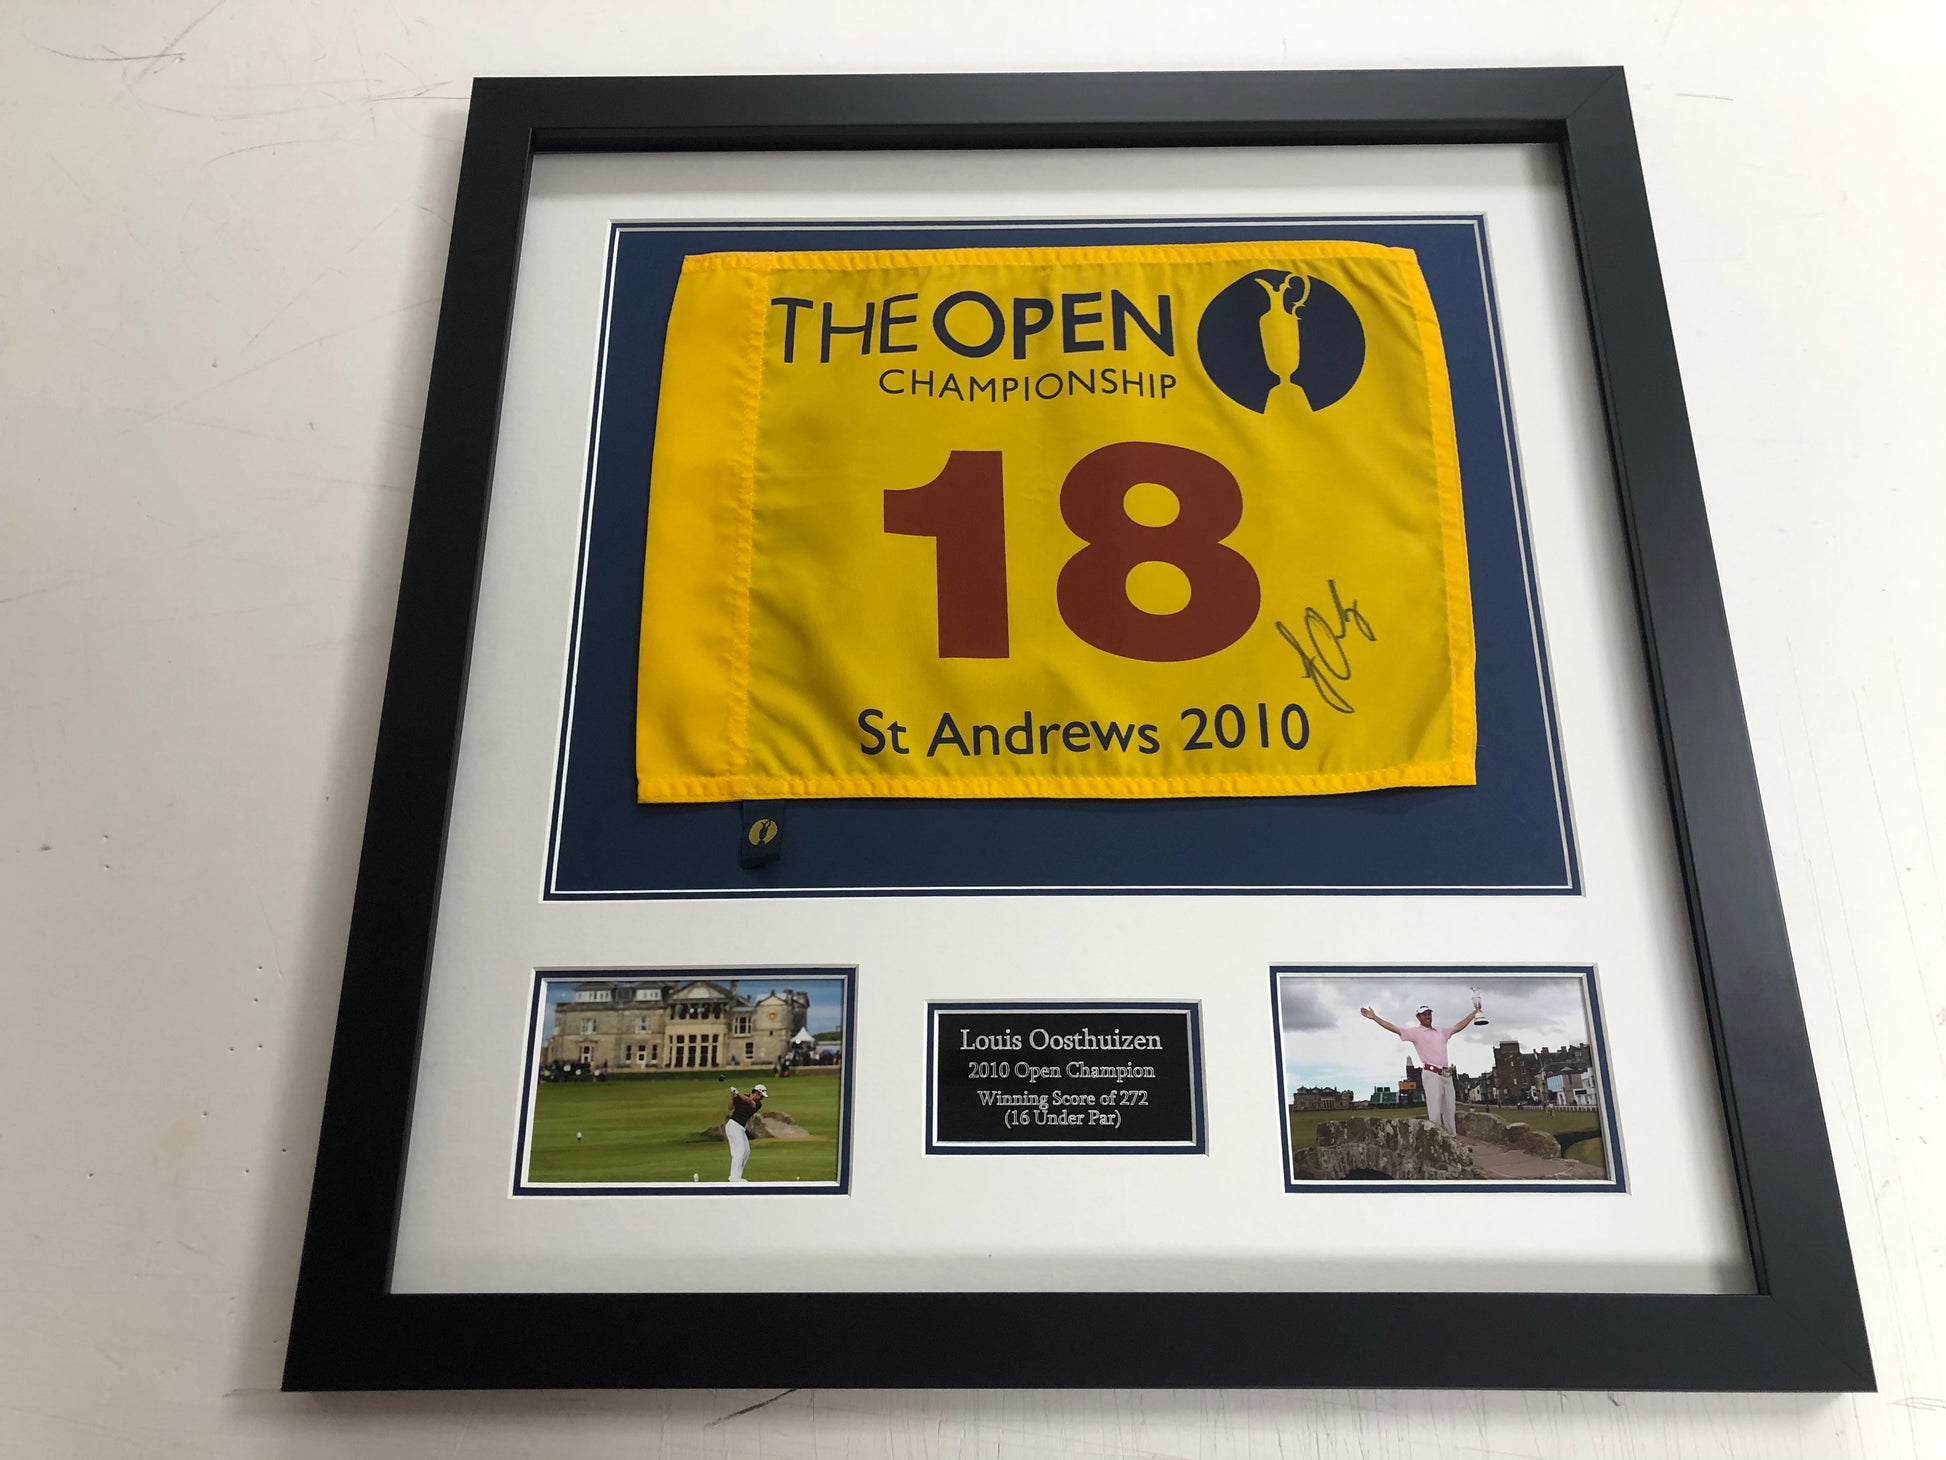 THE OPEN
CHAMPIONSHIP
18
St Andrews 2010
Louis Oosthuizen
2010 Open Champion
Winning Score of 272
(16 Under Par)